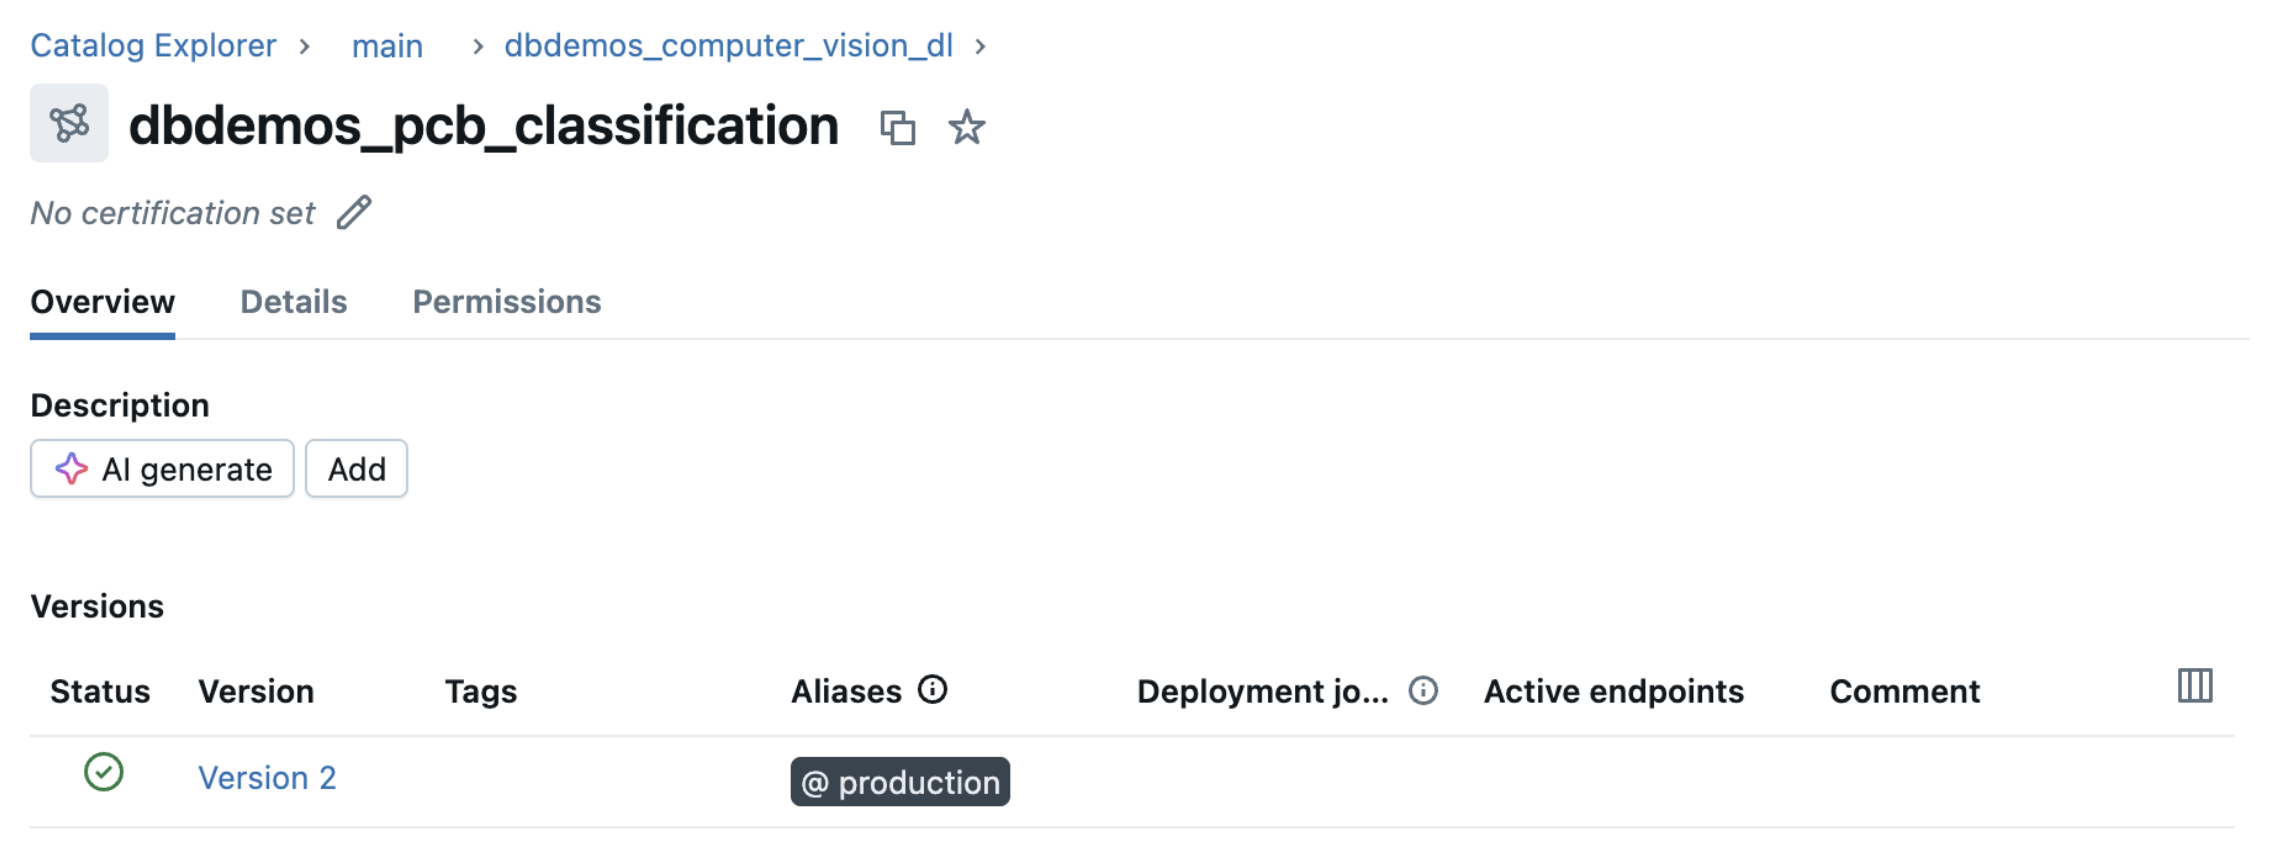 Catalog Explorer > main > dbdemos_computer_vision_dl >
dbdemos_pcb_classification
No certification set
Overview Details Permissions
Description
AI generate Add
Versions
Status Version Tags Aliases Deployment jo... Active endpoints Comment
Version 2 @ production